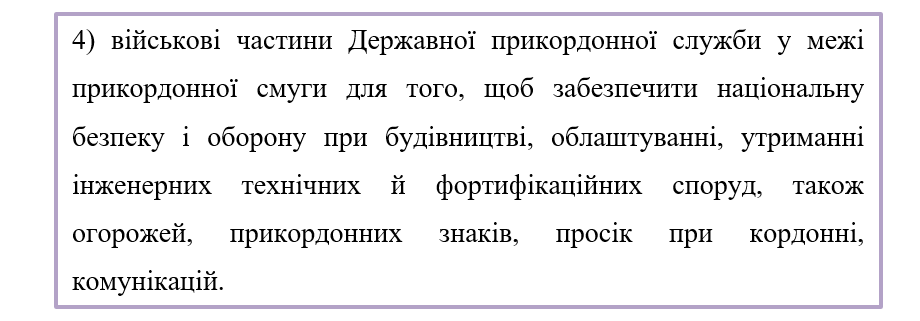 4) військові частини Державної прикордонної служби у межі
прикордонної смуги для того, щоб забезпечити національну
безпеку і оборону при будівництві, облаштуванні, утриманні
інженерних технічних й фортифікаційних споруд, також
огорожей, прикордонних знаків, просік при кордонні,
комунікацій.